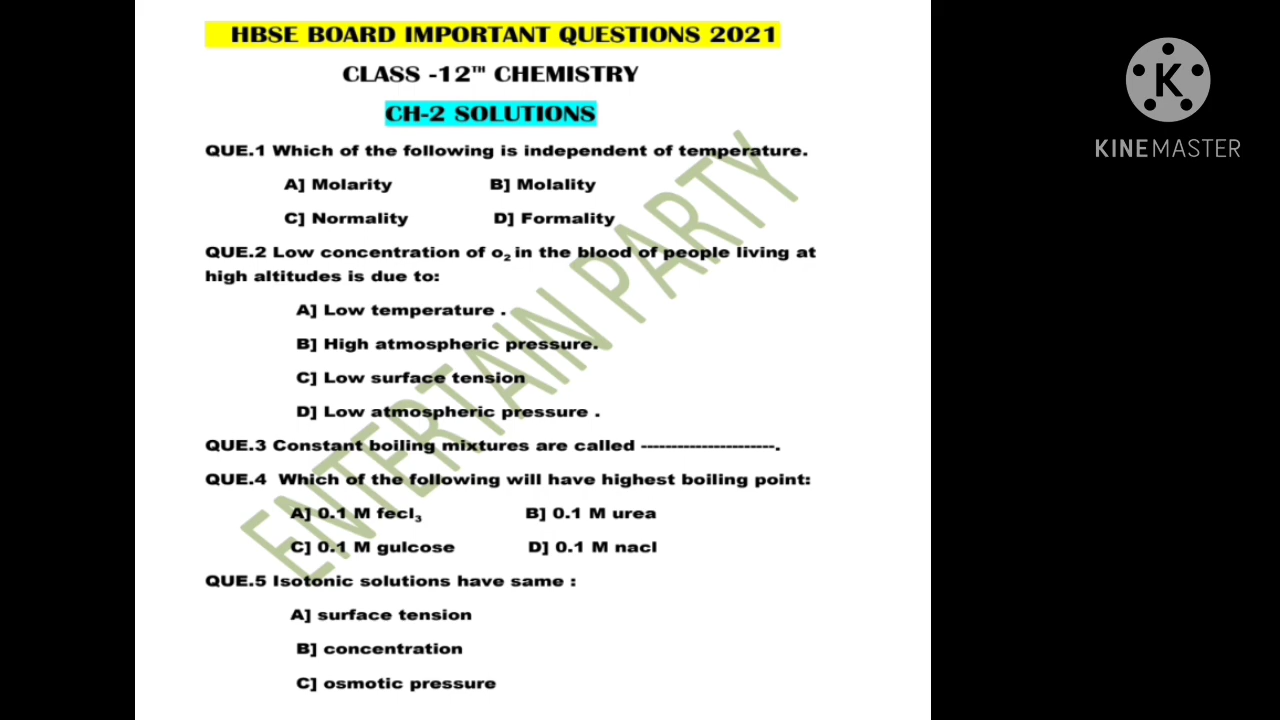 HBSE BOARD IMPORTANT QUESTIONS 2021
CLASS -12TH CHEMISTRY
CH-2 SOLUTIONS
QUE.1 Which of the following is independent of temperature.
A] Molarity B] Molality
C] Normality D] Formality
QUE.2 Low concentration of o₂ in the blood of people living at
high altitudes is due to:
A] Low temperature .
B] High atmospheric pressure.
C] Low surface tension
D] Low atmospheric pressure .
QUE.3 Constant boiling mixtures are called ----------------------.
QUE.4 Which of the following will have highest boiling point:
A] 0.1 M fecl₃ B] 0.1 M urea
C] 0.1 M gulcose D] 0.1 M nacl
QUE.5 Isotonic solutions have same :
A] surface tension
B] concentration
C] osmotic pressure
ENTERTAIN PARTY
K
KINEMASTER